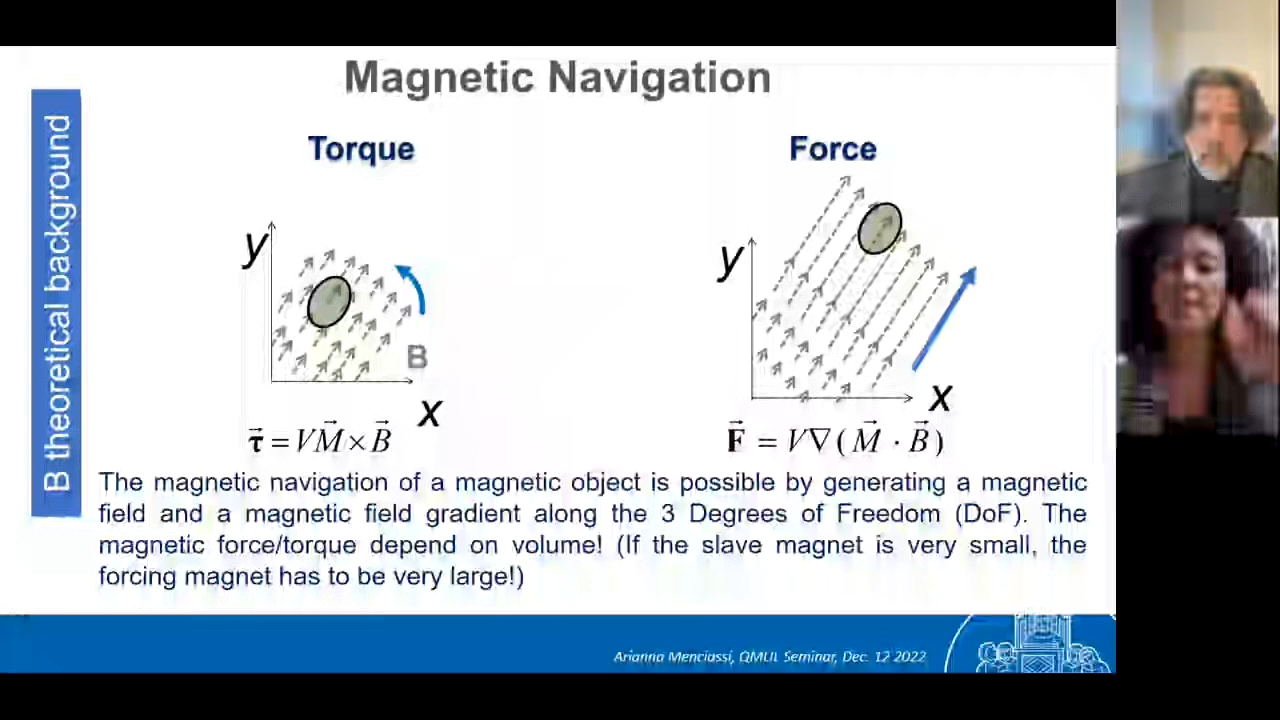 Magnetic Navigation
B theoretical background
Torque
Force
y
B
x
y
x
τ⃗ = VM⃗ × B⃗
F⃗ = V∇(M⃗ · B⃗)
The magnetic navigation of a magnetic object is possible by generating a magnetic
field and a magnetic field gradient along the 3 Degrees of Freedom (DoF). The
magnetic force/torque depend on volume! (If the slave magnet is very small, the
forcing magnet has to be very large!)
Arianna Menciassi, QMUL Seminar, Dec. 12 2022